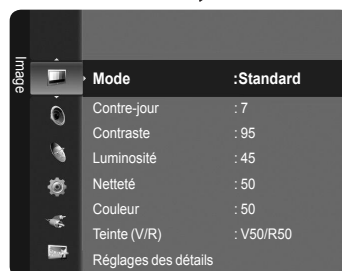 Image
Mode :Standard
Contre-jour : 7
Contraste : 95
Luminosité : 45
Netteté : 50
Couleur : 50
Teinte (V/R) : V50/R50
Réglages des détails